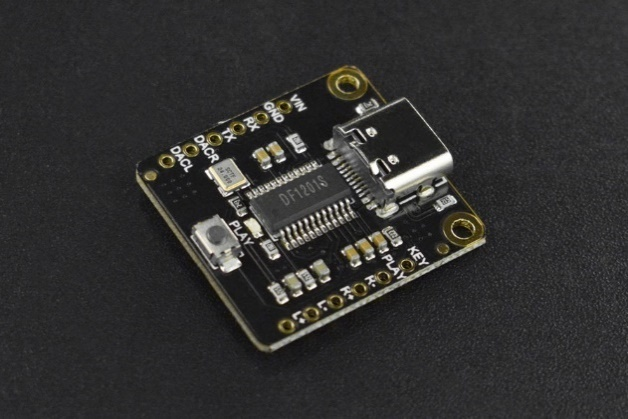 VIN
GND
RX
TX
DACR
DACL
DF1201S
PLAY
KEY
PLAY
R-
R+
L-
L+